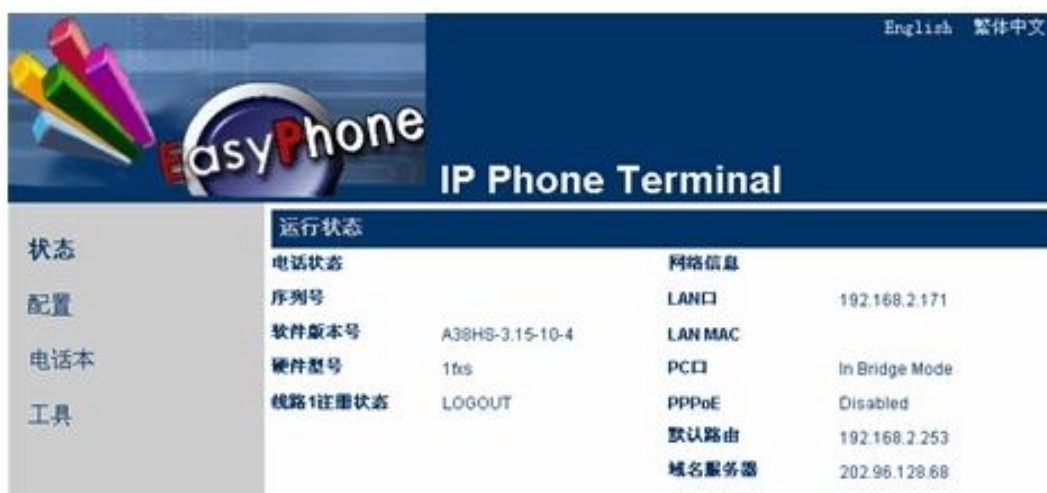 English 繁体中文
EasyPhone
IP Phone Terminal
状态
配置
电话本
工具
运行状态
电话状态
序列号
软件版本号 A38HS-3.15-10-4
硬件型号 1fxs
线路1注册状态 LOGOUT
网络信息
LAN口 192.168.2.171
LAN MAC
PC口 In Bridge Mode
PPPoE Disabled
默认路由 192.168.2.253
域名服务器 202.96.128.68